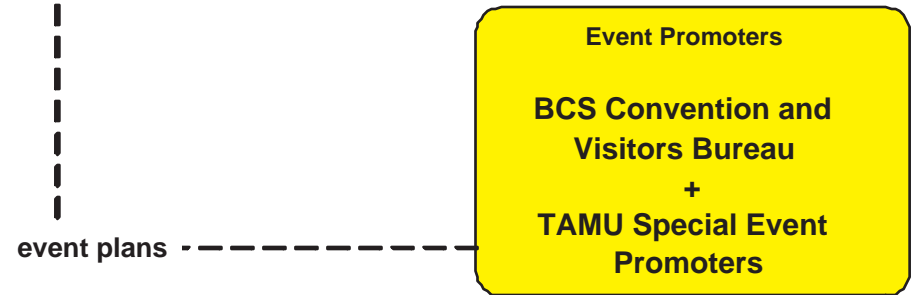 Event Promoters
BCS Convention and
Visitors Bureau
+
TAMU Special Event
Promoters
event plans